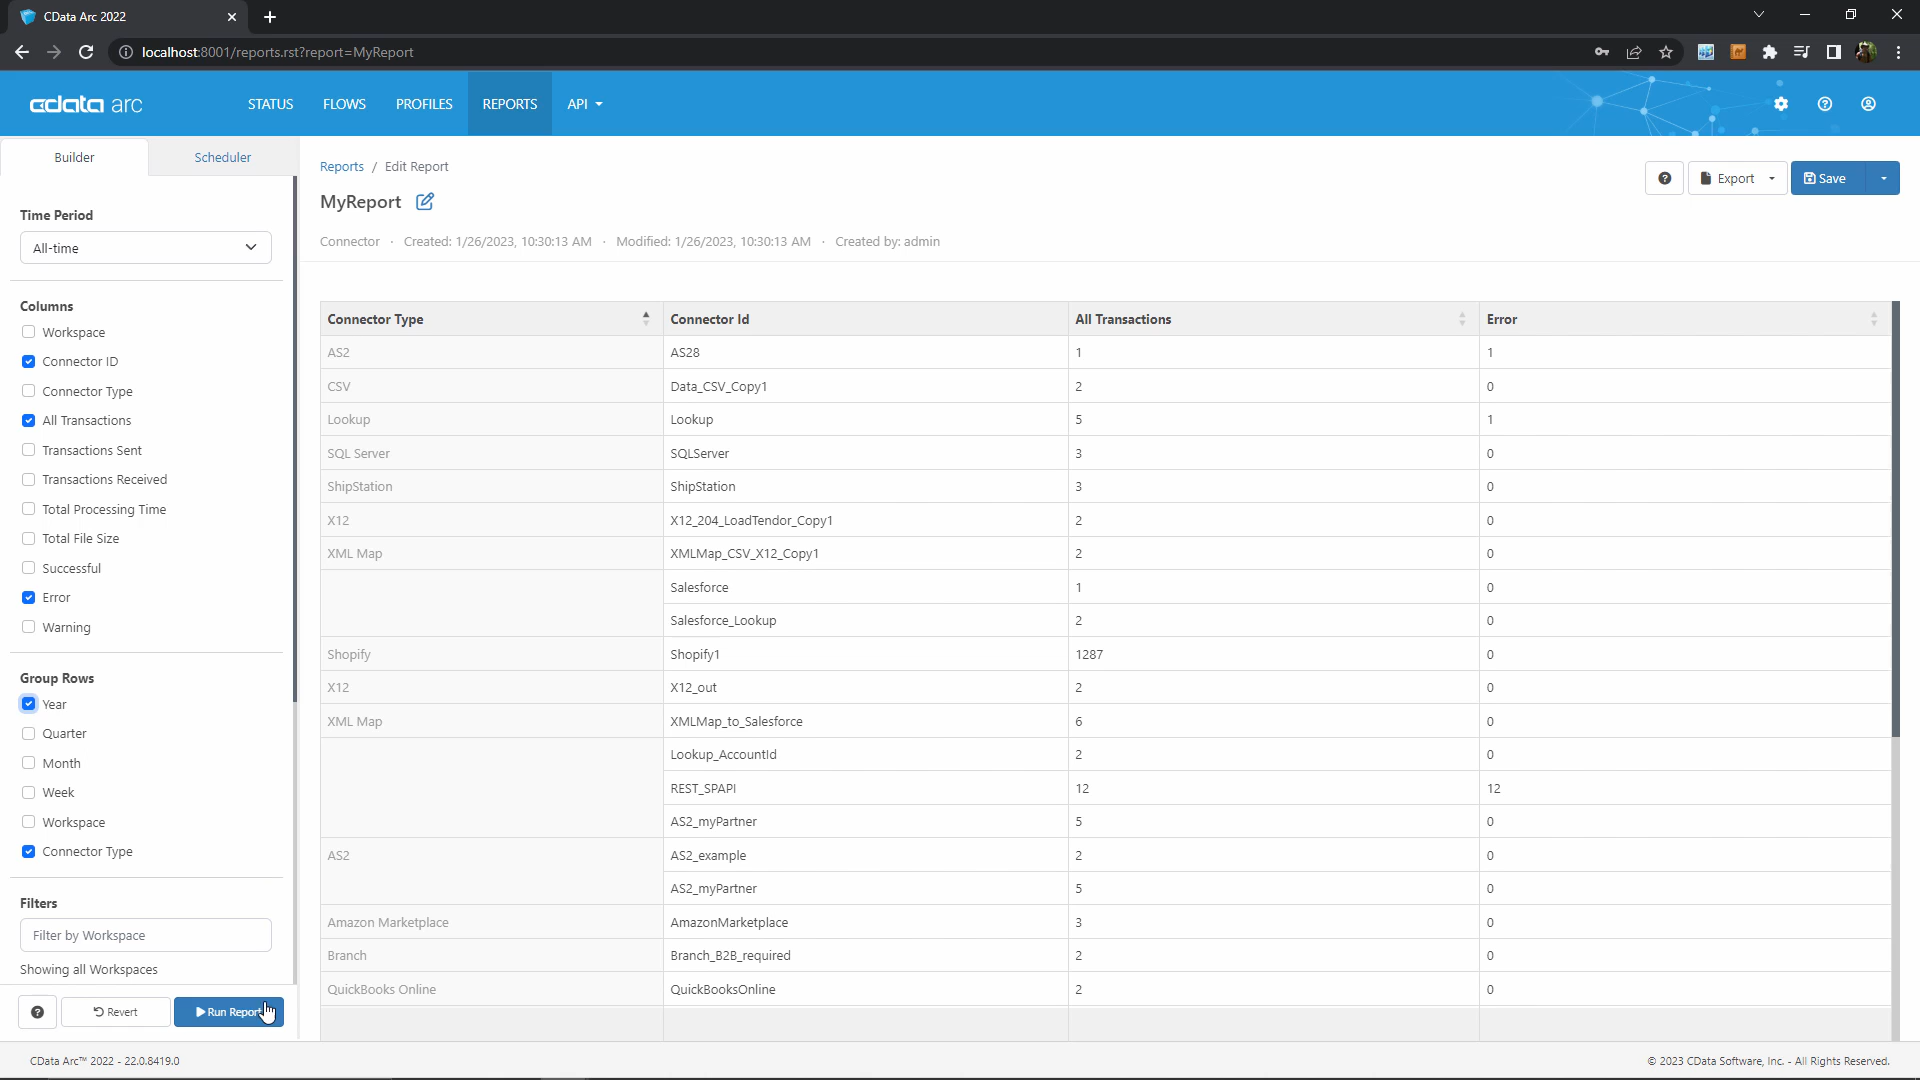 CData Arc 2022
localhost:8001/reports.rst?report=MyReport
cdata arc
STATUS
FLOWS
PROFILES
REPORTS
API
Builder
Scheduler
Time Period
All-time
Columns
Workspace
Connector ID
Connector Type
All Transactions
Transactions Sent
Transactions Received
Total Processing Time
Total File Size
Successful
Error
Warning
Group Rows
Year
Quarter
Month
Week
Workspace
Connector Type
Filters
Filter by Workspace
Showing all Workspaces
Revert
Run Report
Reports / Edit Report
MyReport
Connector · Created: 1/26/2023, 10:30:13 AM · Modified: 1/26/2023, 10:30:13 AM · Created by: admin
Export
Save
Connector Type Connector Id All Transactions Error
AS2 AS28 1 1
CSV Data_CSV_Copy1 2 0
Lookup Lookup 5 1
SQL Server SQLServer 3 0
ShipStation ShipStation 3 0
X12 X12_204_LoadTendor_Copy1 2 0
XML Map XMLMap_CSV_X12_Copy1 2 0
Salesforce 1 0
Salesforce_Lookup 2 0
Shopify Shopify1 1287 0
X12 X12_out 2 0
XML Map XMLMap_to_Salesforce 6 0
Lookup_AccountId 2 0
REST_SPAPI 12 12
AS2_myPartner 5 0
AS2 AS2_example 2 0
AS2_myPartner 5 0
Amazon Marketplace AmazonMarketplace 3 0
Branch Branch_B2B_required 2 0
QuickBooks Online QuickBooksOnline 2 0
CData Arc™ 2022 - 22.0.8419.0
© 2023 CData Software, Inc. - All Rights Reserved.